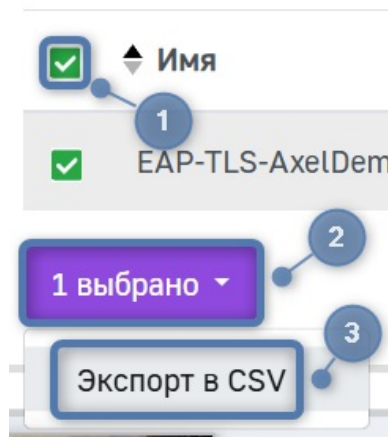 Имя
1
EAP-TLS-AxelDem
2
1 выбрано
3
Экспорт в CSV